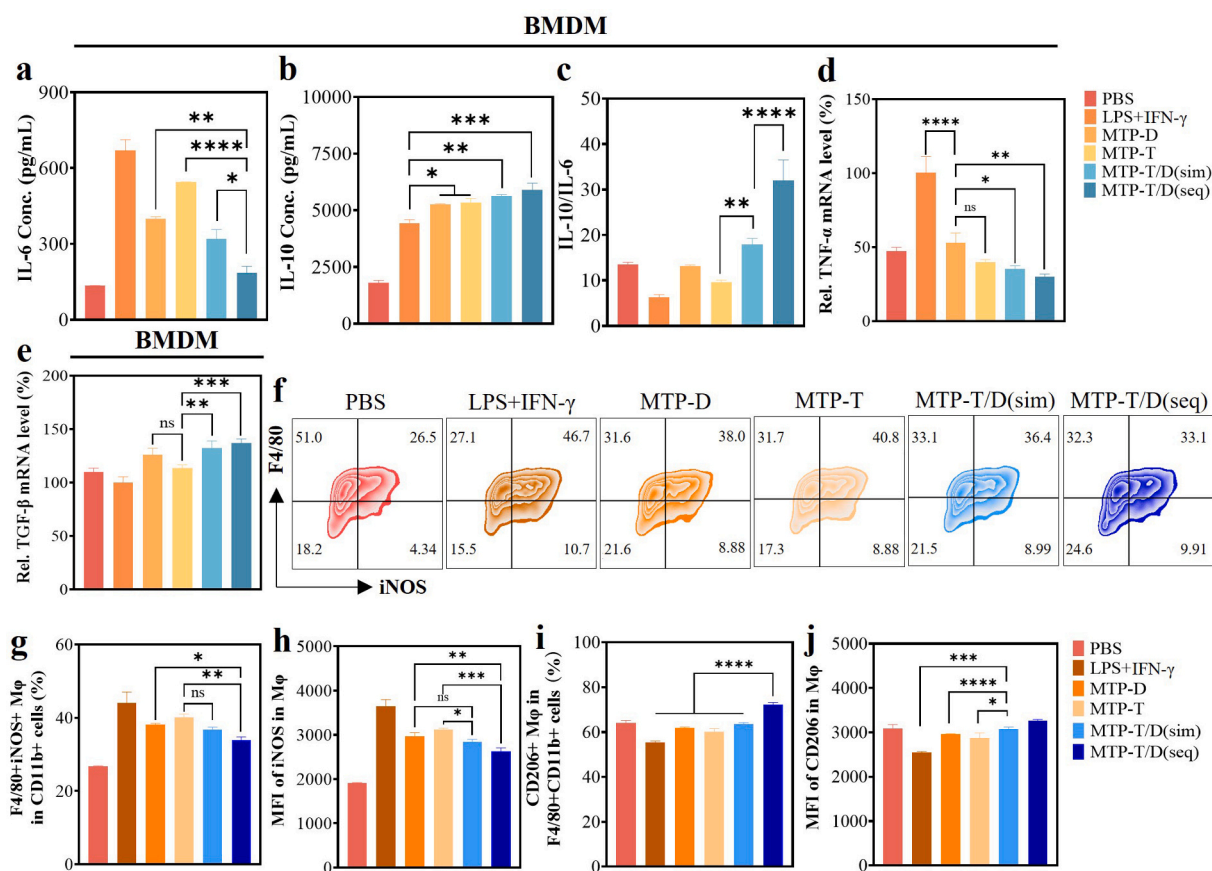 BMDM
a
IL-6 Conc. (pg/mL)
900
600
300
0
**
****
*
b
IL-10 Conc. (pg/mL)
10000
7500
5000
2500
0
***
**
*
c
IL-10/IL-6
50
40
30
20
10
0
****
**
d
Rel. TNF-α mRNA level (%)
150
100
50
0
****
**
*
ns
PBS
LPS+IFN-γ
MTP-D
MTP-T
MTP-T/D(sim)
MTP-T/D(seq)
BMDM
e
Rel. TGF-β mRNA level (%)
200
150
100
50
0
***
**
ns
f
F4/80
iNOS
PBS
51.0 26.5
18.2 4.34
LPS+IFN-γ
27.1 46.7
15.5 10.7
MTP-D
31.6 38.0
21.6 8.88
MTP-T
31.7 40.8
17.3 8.88
MTP-T/D(sim)
33.1 36.4
21.5 8.99
MTP-T/D(seq)
32.3 33.1
24.6 9.91
g
F4/80+iNOS+ Mφ
in CD11b+ cells (%)
60
40
20
0
*
**
ns
h
MFI of iNOS in Mφ
5000
4000
3000
2000
1000
0
**
***
ns
*
i
CD206+ Mφ in
F4/80+CD11b+ cells (%)
100
80
60
40
20
0
****
j
MFI of CD206 in Mφ
5000
4000
3000
2000
1000
0
***
****
*
PBS
LPS+IFN-γ
MTP-D
MTP-T
MTP-T/D(sim)
MTP-T/D(seq)